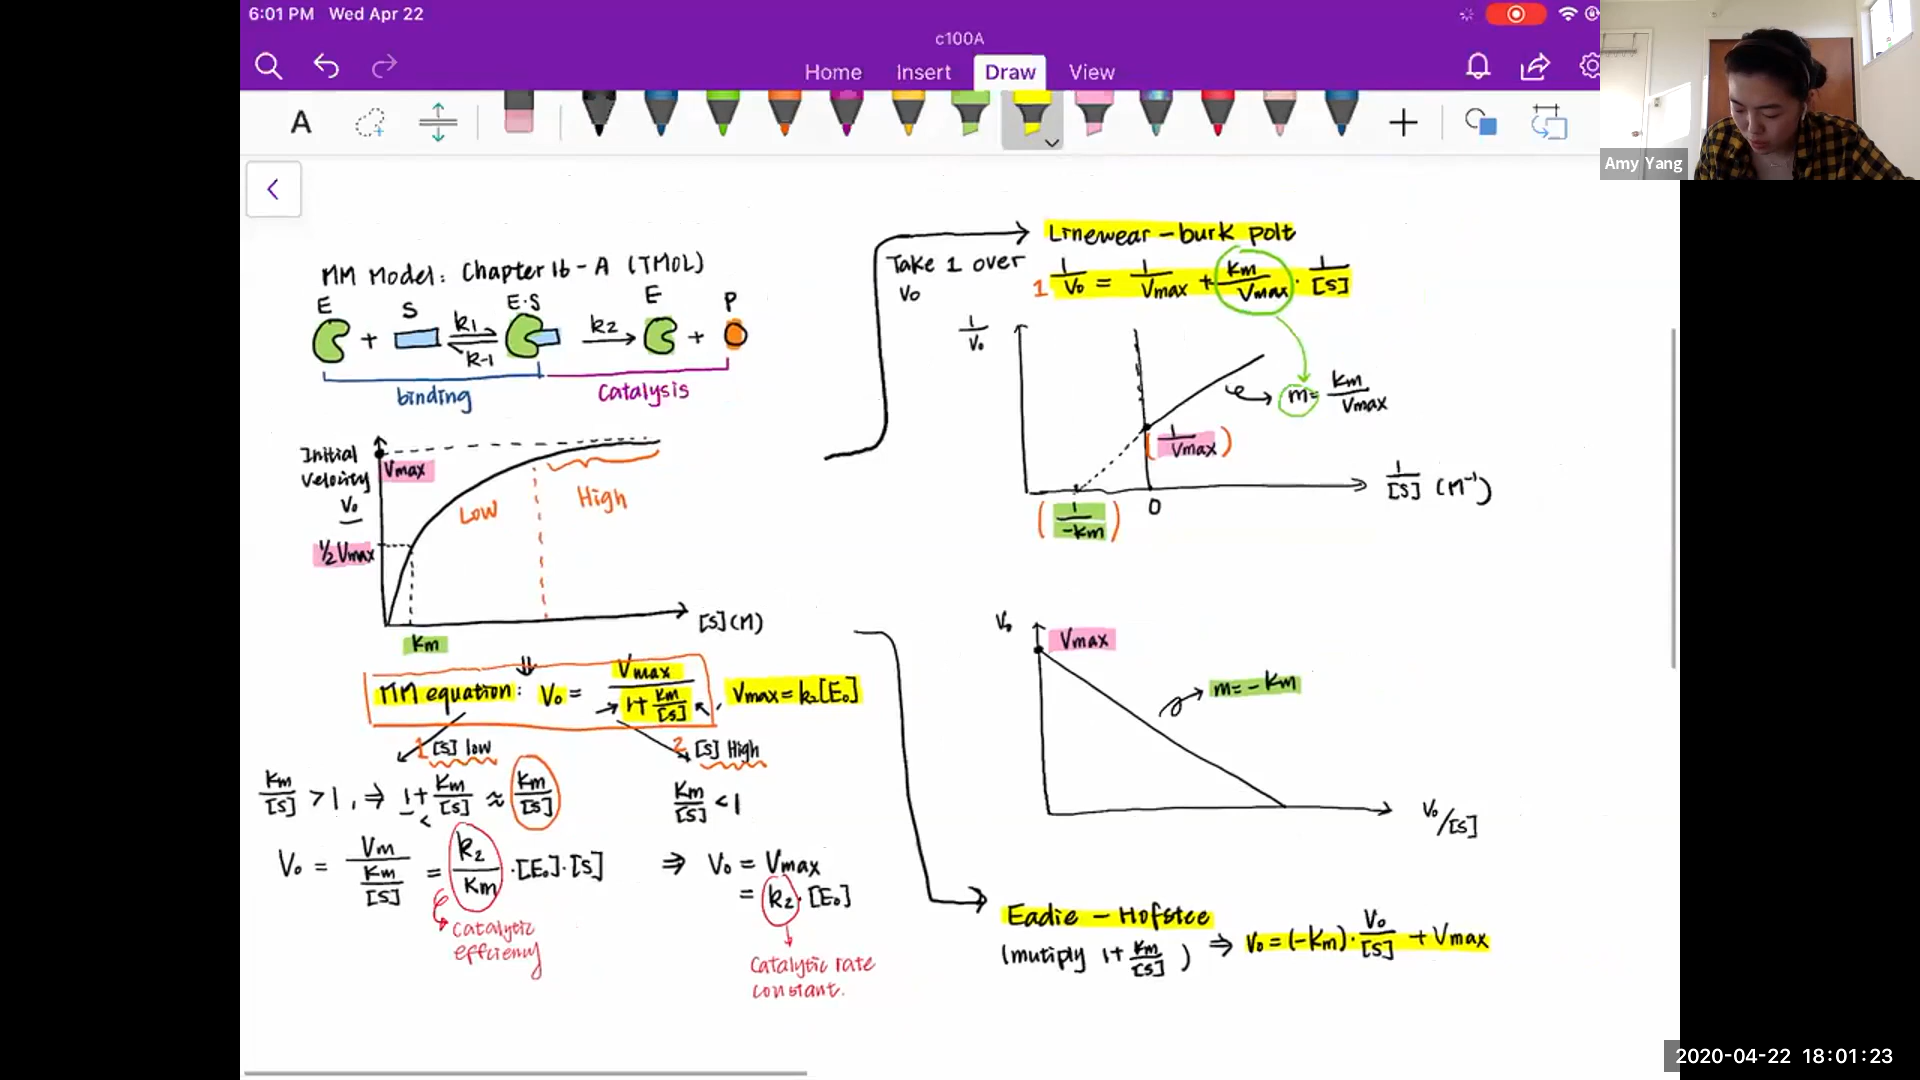 6:01 PM Wed Apr 22
c100A
Home Insert Draw View
A
Amy Yang
MM Model: Chapter 16-A (TMOL)
E S E·S E P
+ k1 k-1 k2 +
binding
Catalysis
Initial
Velocity
V₀
Vmax
1/2 Vmax
Low
High
Km
[S](M)
MM equation: V₀ = Vmax / (1+ Km/[S]) , Vmax = k₂[E₀]
1 [S] low
2 [S] High
Km/[S] >1, ⇒ 1+ Km/[S] ≈ Km/[S]
<
V₀ = Vm / (Km/[S]) = k₂/Km ·[E₀]·[S]
Catalytic
efficieny
Km/[S] <1
⇒ V₀ = Vmax
= k₂·[E₀]
Catalytic rate
constant.
Take 1 over
V₀
Linewear-burk polt
1 1/V₀ = 1/Vmax + Km/Vmax · 1/[S]
1/V₀
m= Km/Vmax
(1/Vmax)
(1/-Km)
0
1/[S] (M⁻¹)
V₀
Vmax
m= -Km
V₀/[S]
Eadie - Hofstee
(mutiply 1+ Km/[S]) ⇒ V₀ = (-Km)· V₀/[S] + Vmax
2020-04-22 18:01:23